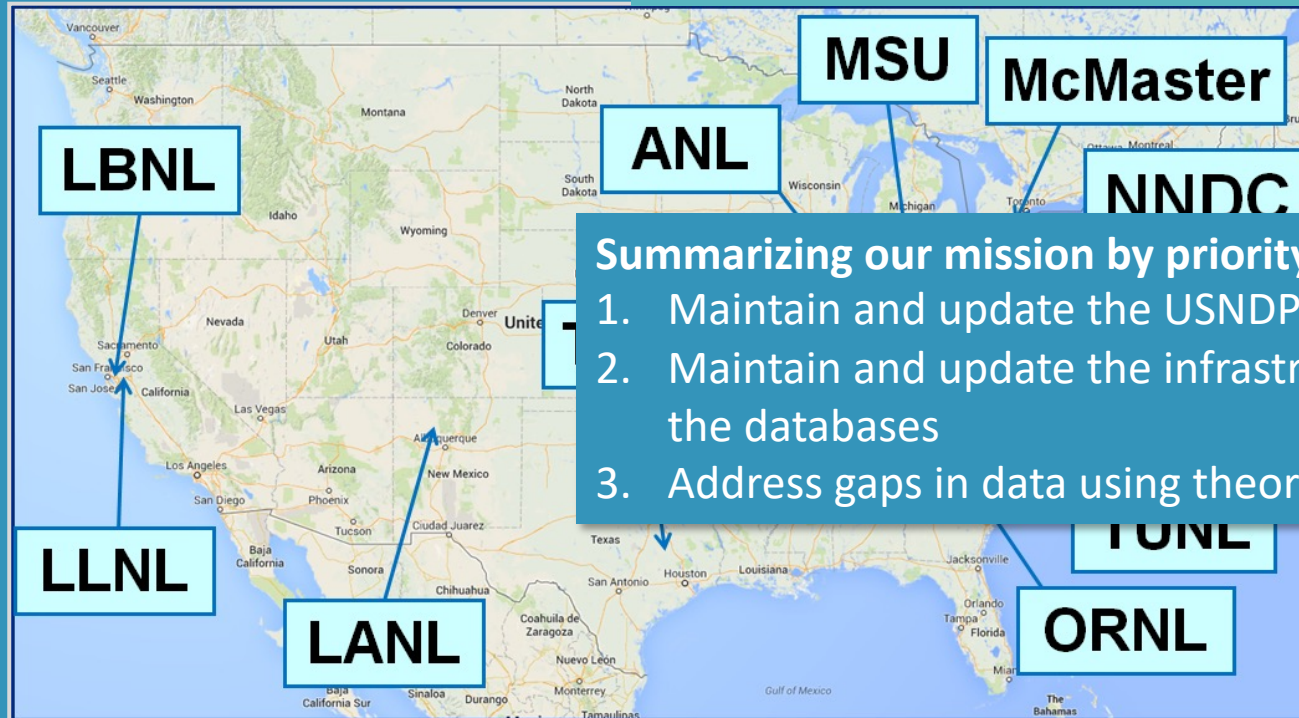 Vancouver
Seattle
Washington
Montana
North
Dakota
MSU
McMaster
LBNL
ANL
South
Dakota
Wisconsin
Michigan
Toronto
Ottawa
Montreal
NNDC
Idaho
Wyoming
Summarizing our mission by priority
1. Maintain and update the USNDP
2. Maintain and update the infrastr
the databases
3. Address gaps in data using theor
Nevada
Utah
Denver
Colorado
Unite
Sacramento
San Francisco
San Jose
California
Las Vegas
Albuquerque
Los Angeles
Arizona
New Mexico
San Diego
Phoenix
Tucson
Ciudad Juarez
Texas
TUNL
LLNL
Baja
California
Sonora
Chihuahua
San Antonio
Houston
Louisiana
Jacksonville
Orlando
Tampa
Florida
ORNL
LANL
Coahuila de
Zaragoza
Nuevo León
Gulf of Mexico
Baja
California Sur
Sinaloa
Durango
Monterrey
Tamaulipas
The
Bahamas